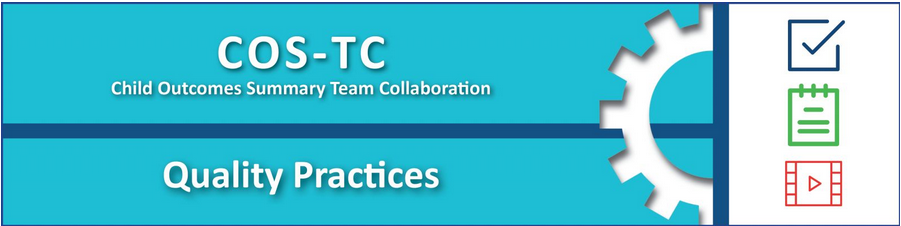 COS-TC
Child Outcomes Summary Team Collaboration
Quality Practices